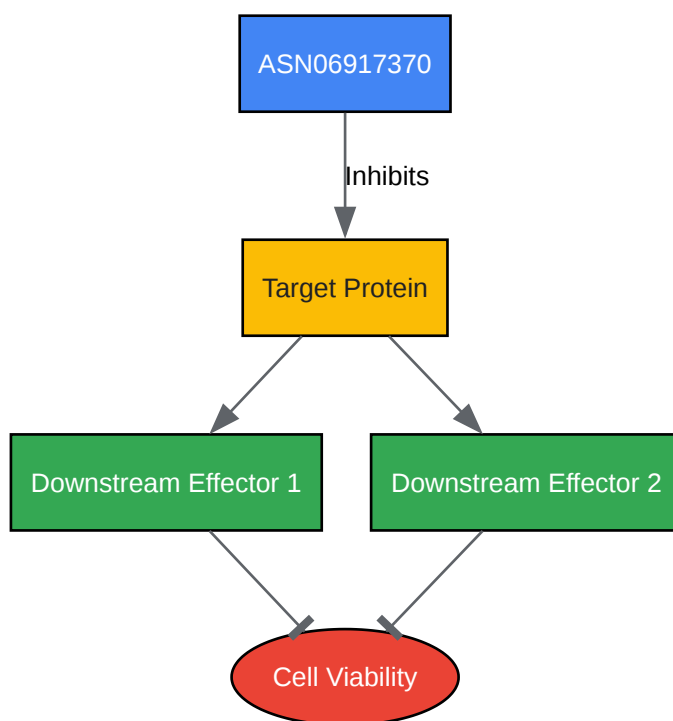 ASN06917370
Inhibits
Target Protein
Downstream Effector 1
Downstream Effector 2
Cell Viability